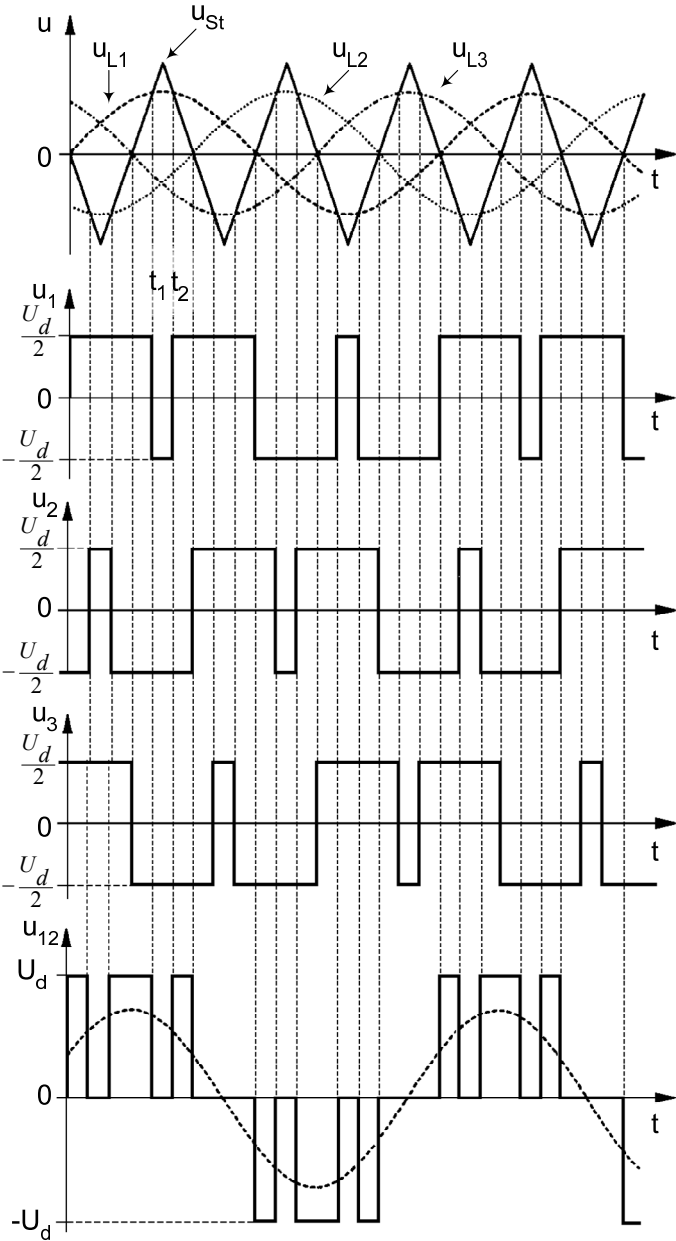 u
u_St
u_L1
u_L2
u_L3
0
t
t_1 t_2
u_1
U_d/2
0
t
-U_d/2
u_2
U_d/2
0
t
-U_d/2
u_3
U_d/2
0
t
-U_d/2
u_12
U_d
0
t
-U_d